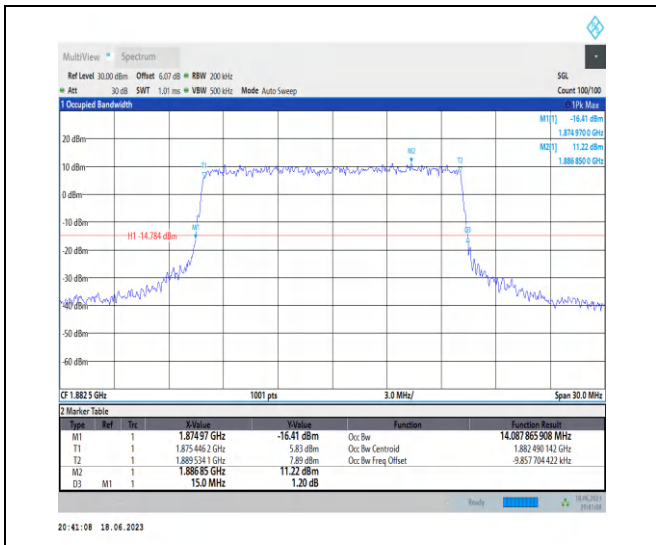 MultiView Spectrum
Ref Level 30.00 dBm Offset 6.07 dB RBW 200 kHz SGL
Att 30 dB SWT 1.01 ms VBW 500 kHz Mode Auto Sweep Count 100/100
1 Occupied Bandwidth 1Pk Max
M1[1] -16.41 dBm
1.874 970 0 GHz
M2[1] 11.22 dBm
1.886 850 0 GHz
20 dBm
M2
T1 T2
10 dBm
0 dBm
-10 dBm
M1 D3
H1 -14.784 dBm
-20 dBm
-30 dBm
-40 dBm
-50 dBm
-60 dBm
CF 1.882 5 GHz 1001 pts 3.0 MHz/ Span 30.0 MHz
2 Marker Table
Type Ref Trc X-Value Y-Value Function Function Result
M1 1 1.874 97 GHz -16.41 dBm Occ Bw 14.087 865 908 MHz
T1 1 1.875 446 2 GHz 5.83 dBm Occ Bw Centroid 1.882 490 142 GHz
T2 1 1.889 534 1 GHz 7.89 dBm Occ Bw Freq Offset -9.857 704 422 kHz
M2 1 1.886 85 GHz 11.22 dBm
D3 M1 1 15.0 MHz 1.20 dB
Ready 18.06.2023
20:41:08
20:41:08 18.06.2023